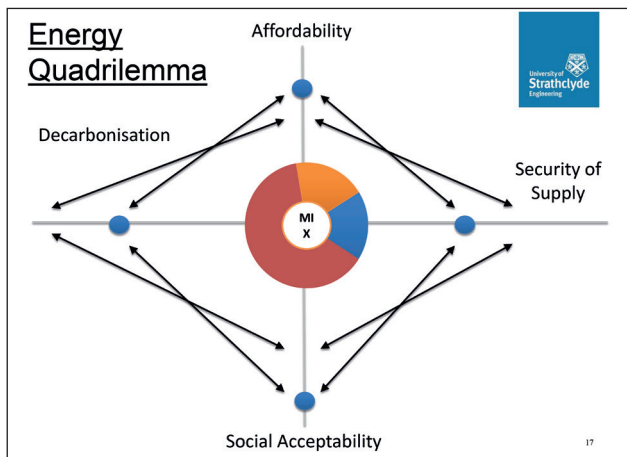 Energy
Quadrilemma
Affordability
University of
Strathclyde
Engineering
Decarbonisation
Security of
Supply
MI
X
Social Acceptability
17